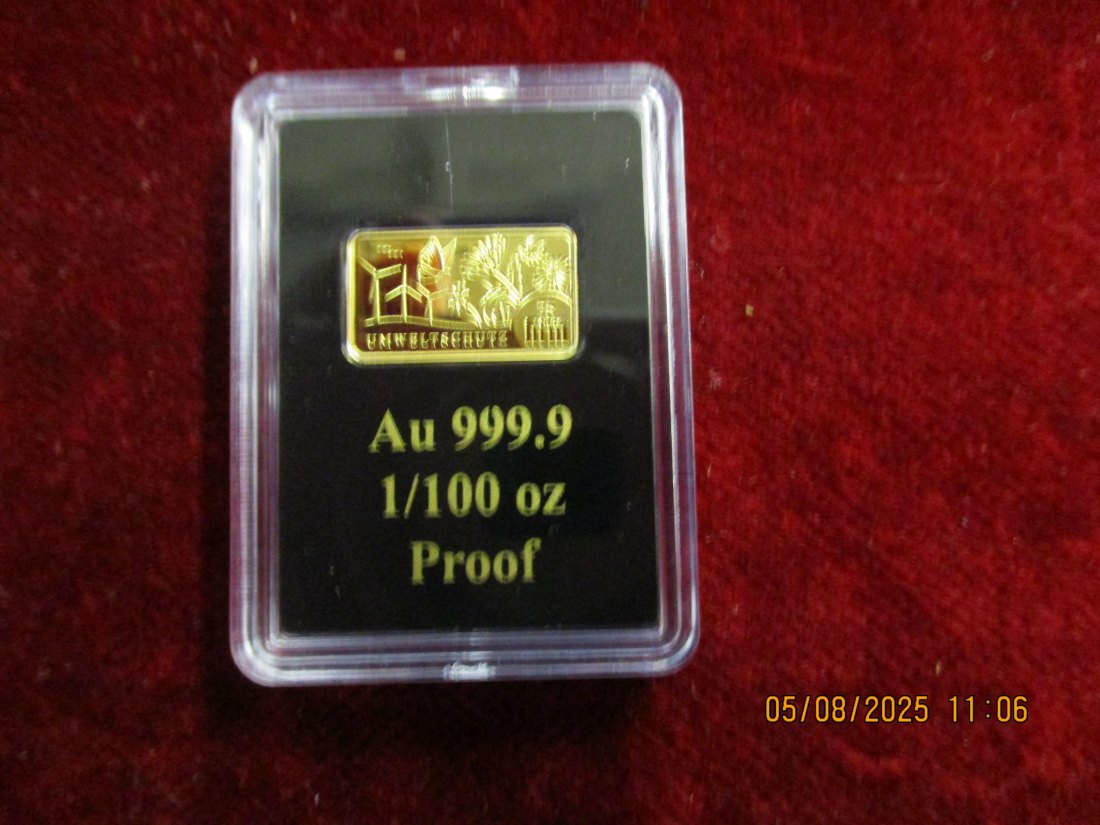 UMWELTSCHUTZ
Au 999.9
1/100 oz
Proof
05/08/2025 11:06